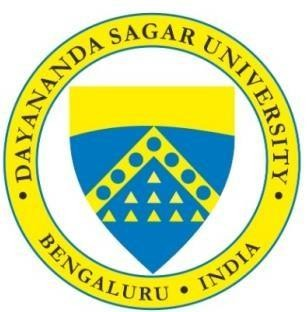 • DAYANANDA SAGAR UNIVERSITY •
BENGALURU • INDIA